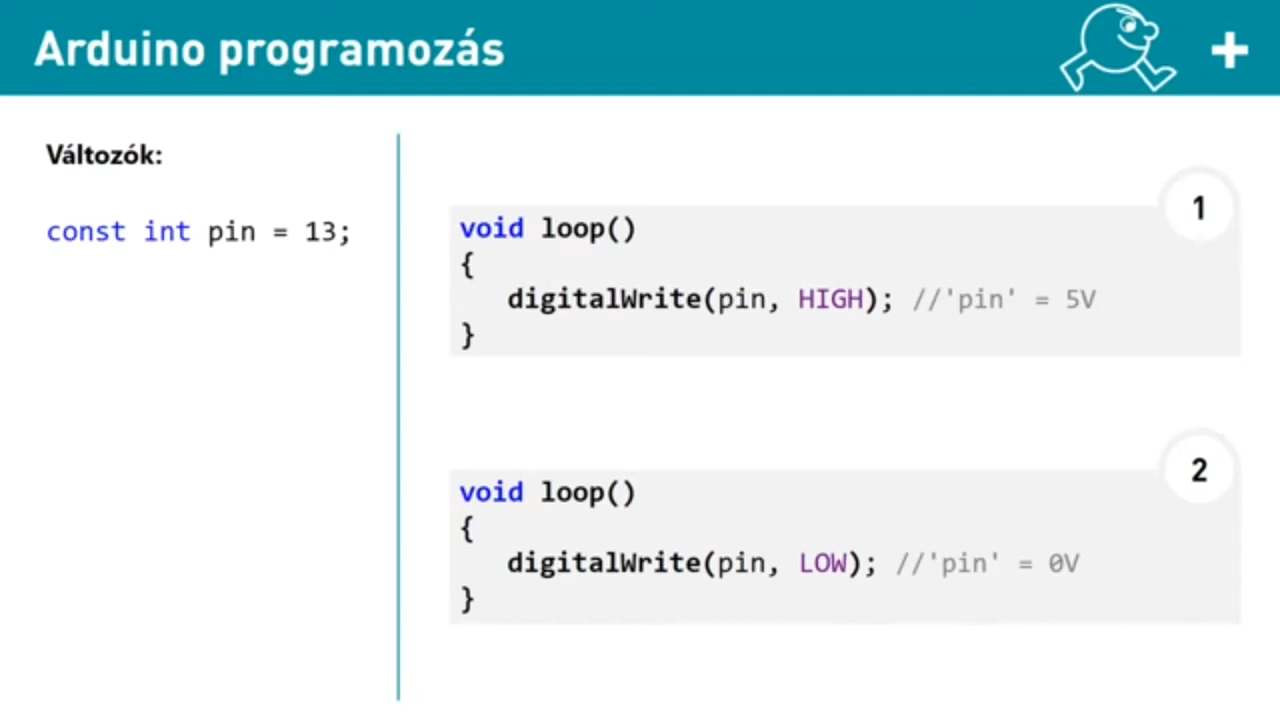 Arduino programozás
+
Változók:
const int pin = 13;
1
void loop()
{
digitalWrite(pin, HIGH); //'pin' = 5V
}
2
void loop()
{
digitalWrite(pin, LOW); //'pin' = 0V
}